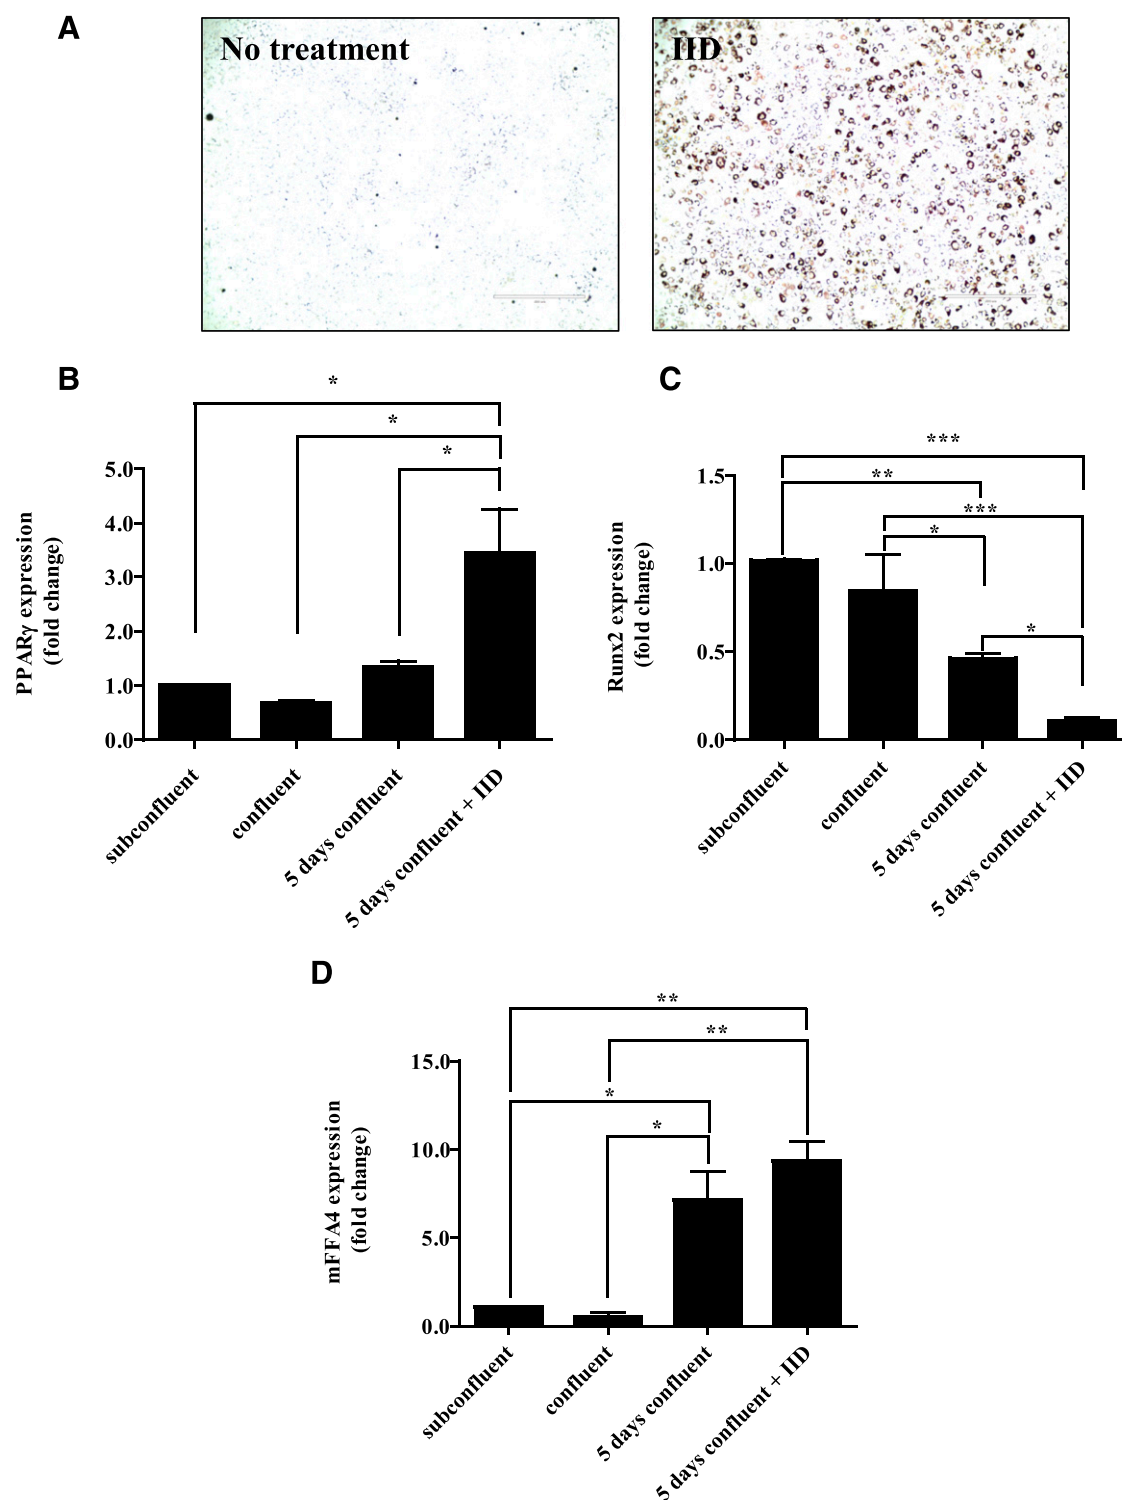 A
No treatment
IID
B
*
*
*
5.0
4.0
3.0
2.0
1.0
0.0
PPARγ expression
(fold change)
subconfluent
confluent
5 days confluent
5 days confluent + IID
C
***
**
***
*
*
1.5
1.0
0.5
0.0
Runx2 expression
(fold change)
subconfluent
confluent
5 days confluent
5 days confluent + IID
D
**
**
*
*
15.0
10.0
5.0
0.0
mFFA4 expression
(fold change)
subconfluent
confluent
5 days confluent
5 days confluent + IID